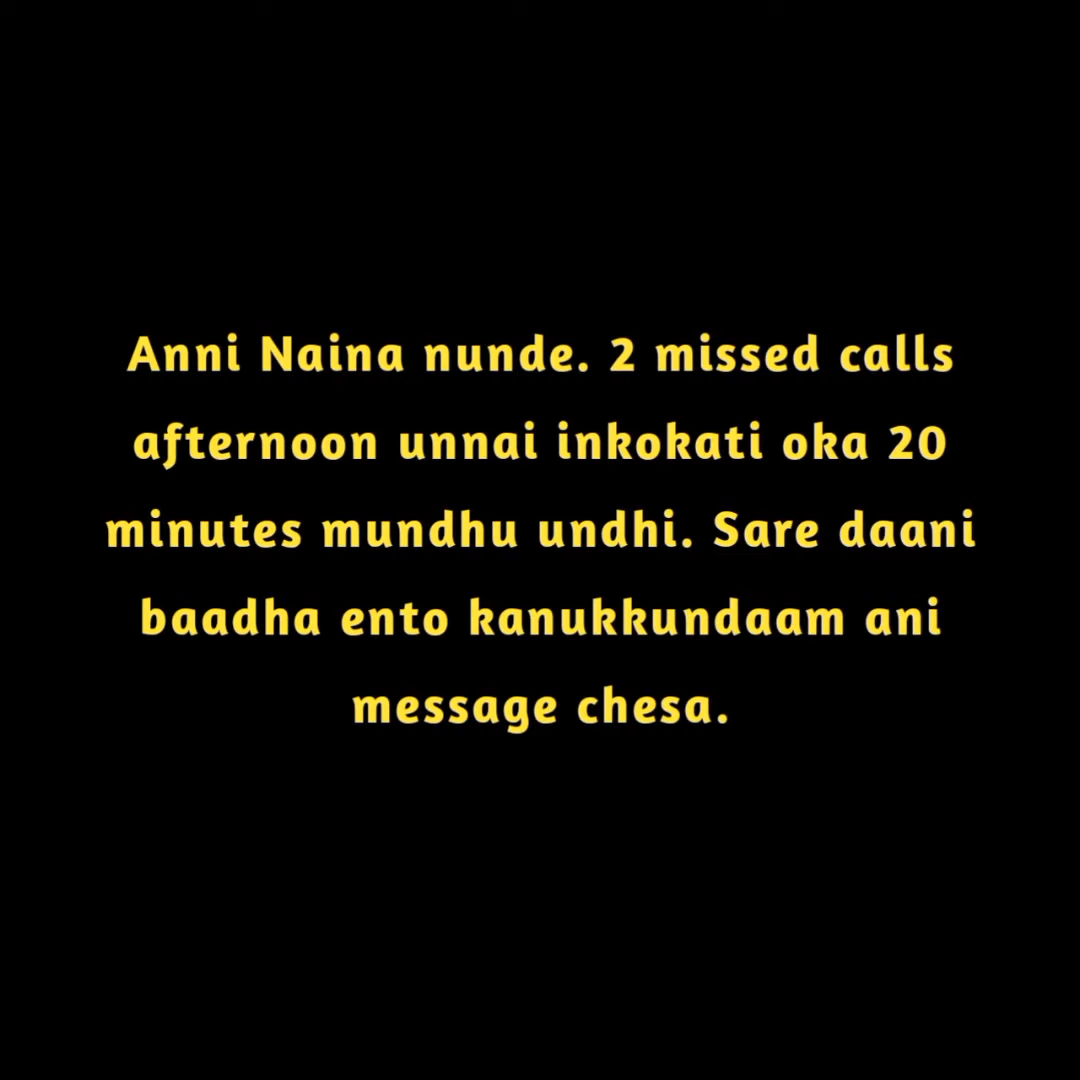 Anni Naina nunde. 2 missed calls
afternoon unnai inkokati oka 20
minutes mundhu undhi. Sare daani
baadha ento kanukkundaam ani
message chesa.